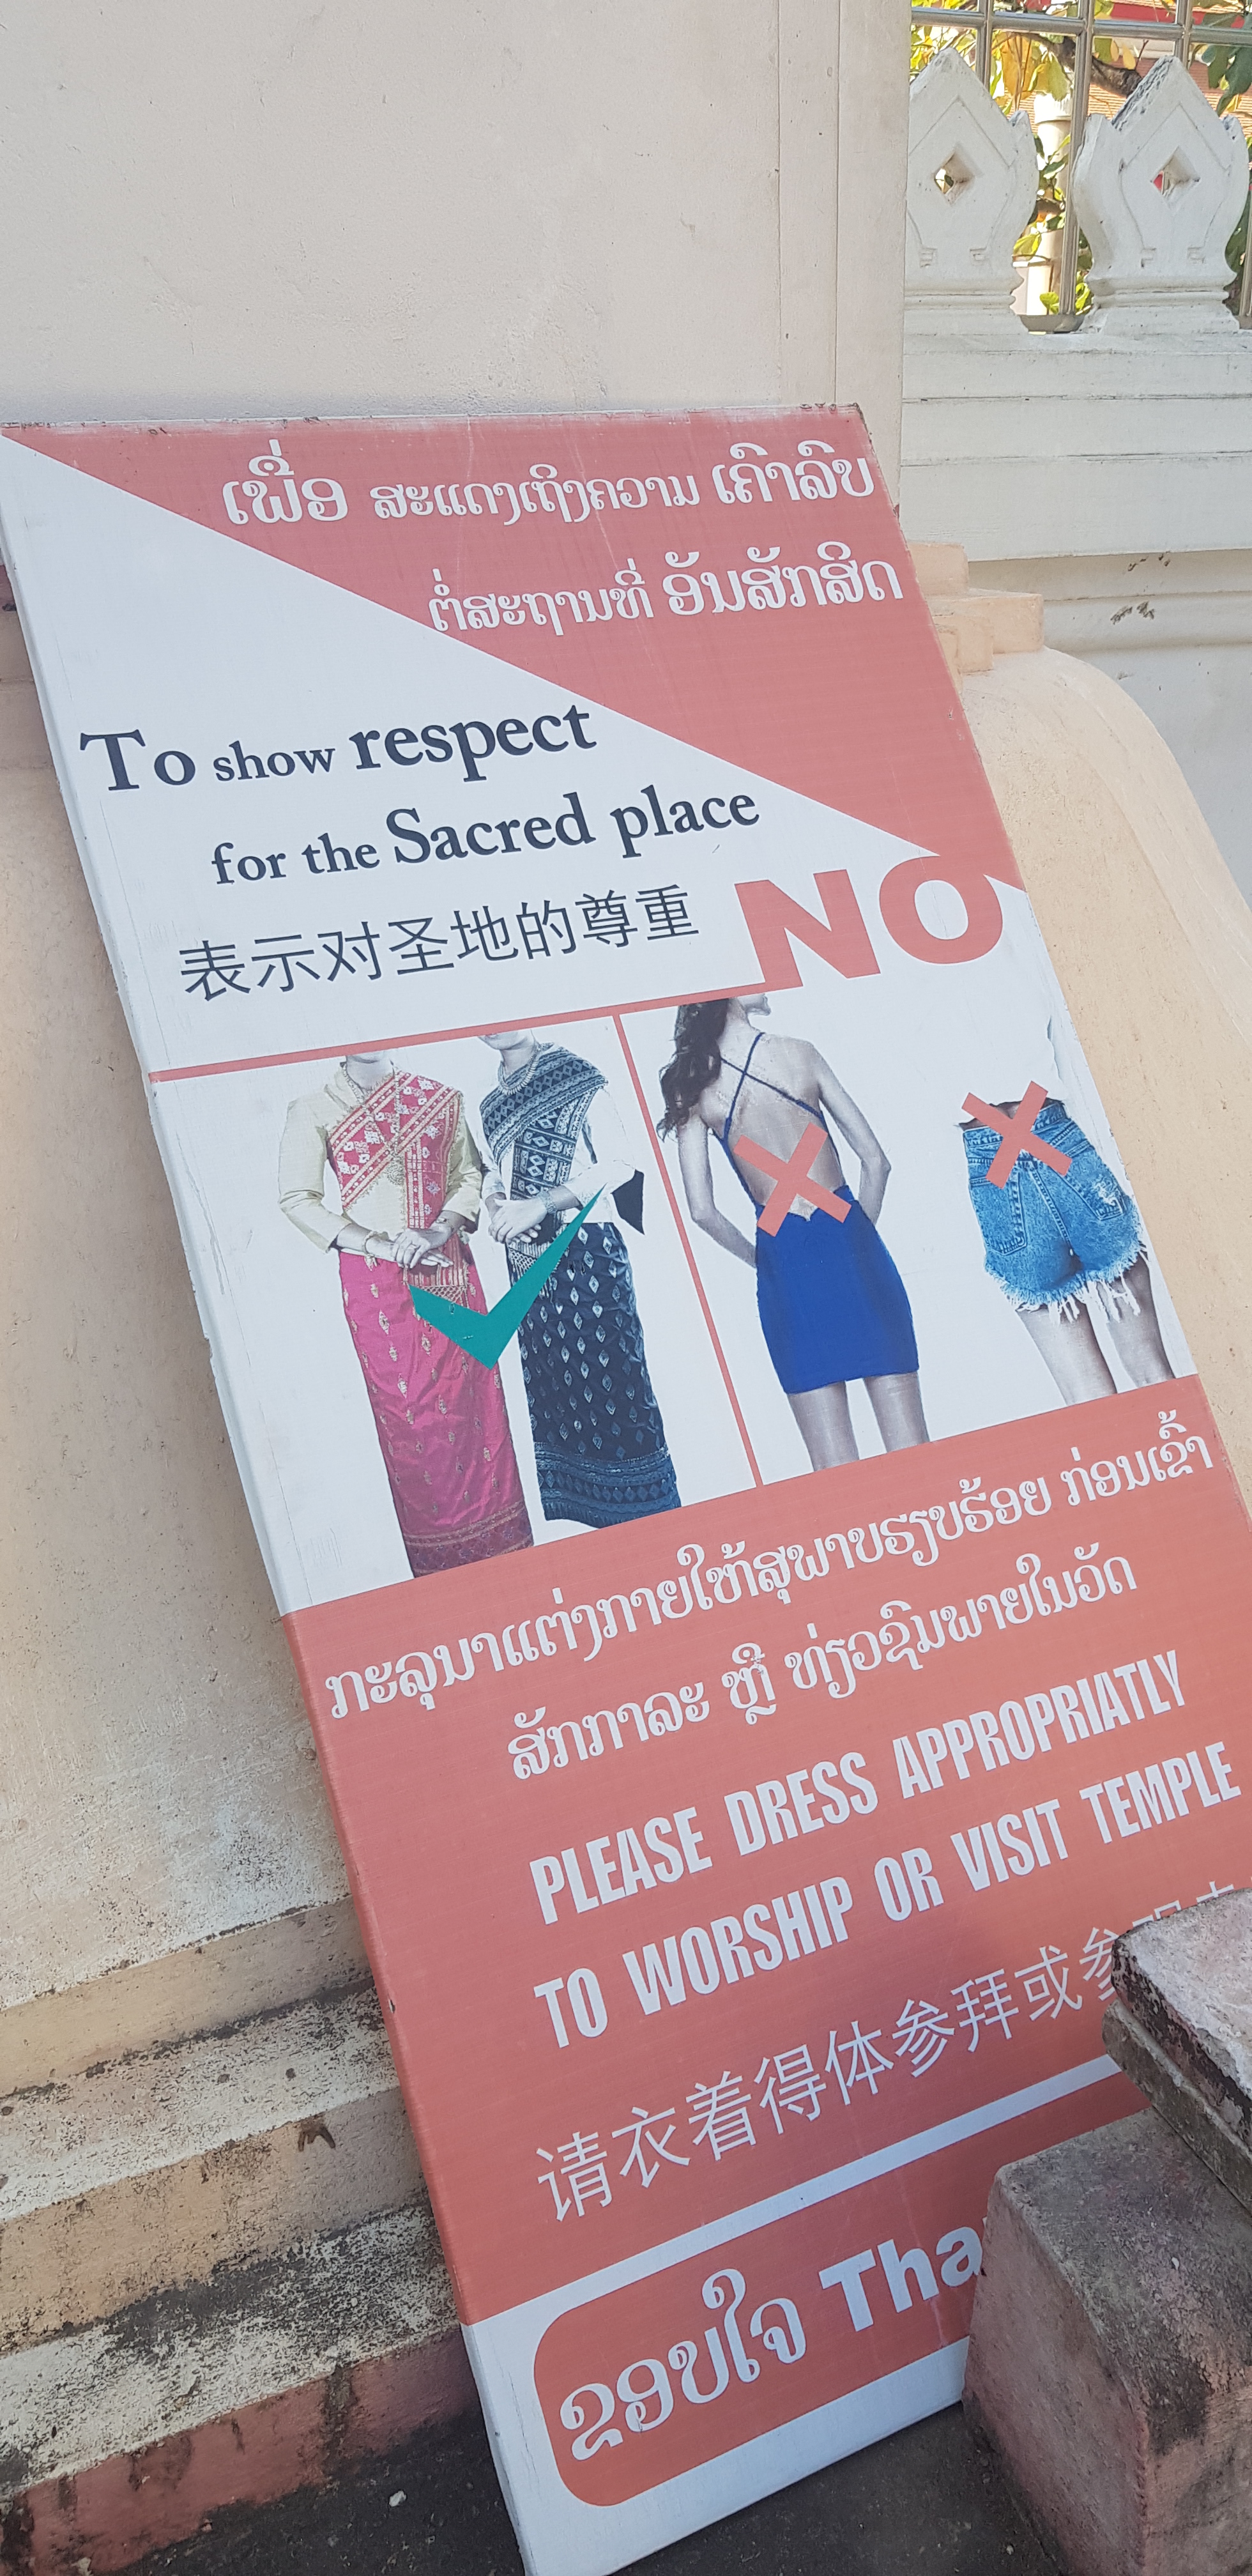 ເພື່ອ ສະແດງເຖິງຄວາມ ເຄົາລົບ
ຕໍ່ສະຖານທີ່ ອັນສັກສິດ
To show respect
for the Sacred place
表示对圣地的尊重
NO
ກະລຸນາແຕ່ງກາຍໃຫ້ສຸພາບຮຽບຮ້ອຍ ກ່ອນເຂົ້າ
ສັກກາລະ ຫຼື ທ່ຽວຊົມພາຍໃນວັດ
PLEASE DRESS APPROPRIATLY
TO WORSHIP OR VISIT TEMPLE
请衣着得体参拜或参
ຂອບໃຈ Tha